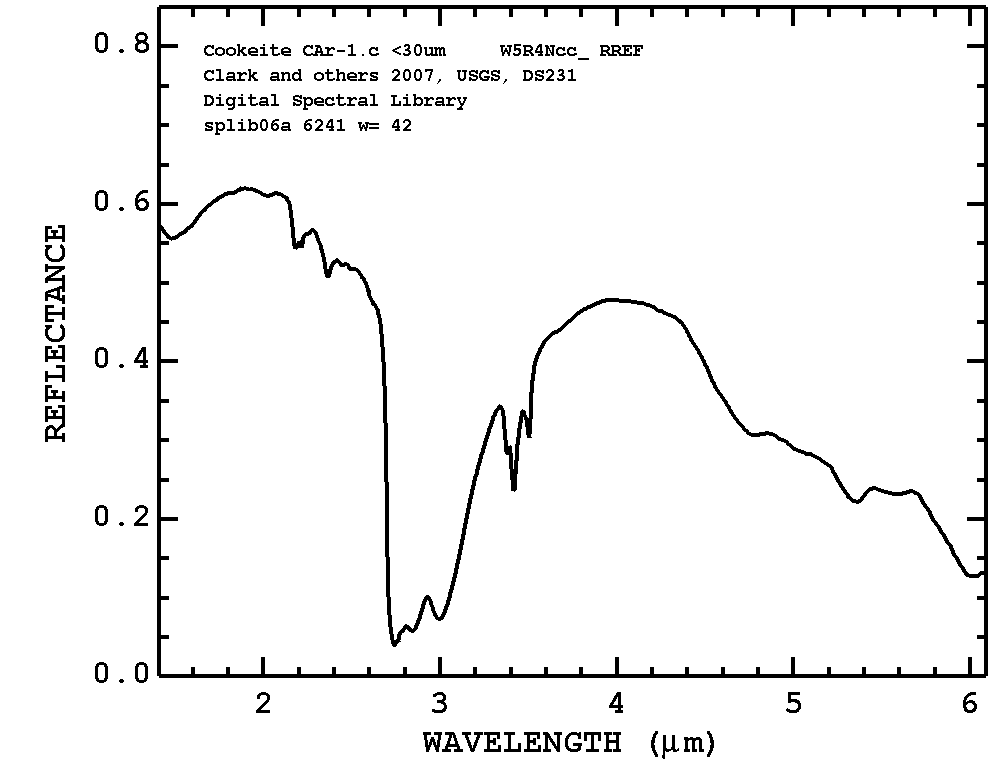 Cookeite CAr-1.c <30um W5R4Ncc_ RREF
Clark and others 2007, USGS, DS231
Digital Spectral Library
splib06a 6241 w= 42
0.8
0.6
0.4
0.2
0.0
REFLECTANCE
2 3 4 5 6
WAVELENGTH (μm)